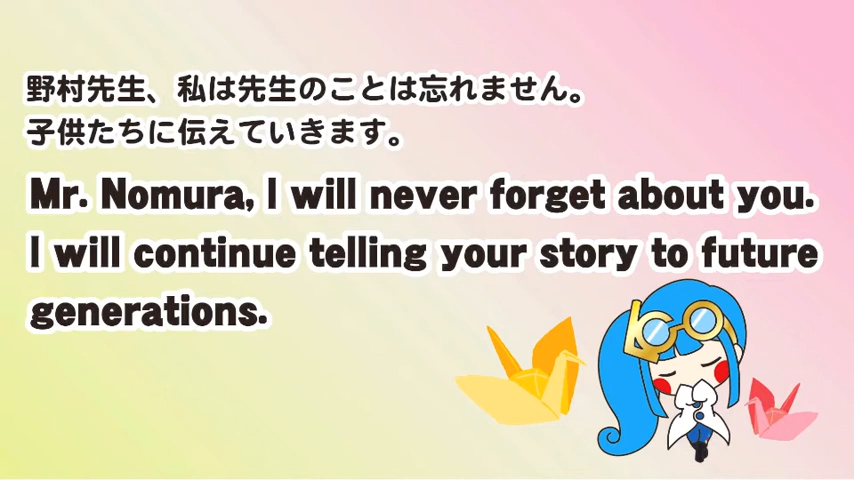 野村先生、私は先生のことは忘れません。
子供たちに伝えていきます。
Mr. Nomura, I will never forget about you.
I will continue telling your story to future
generations.